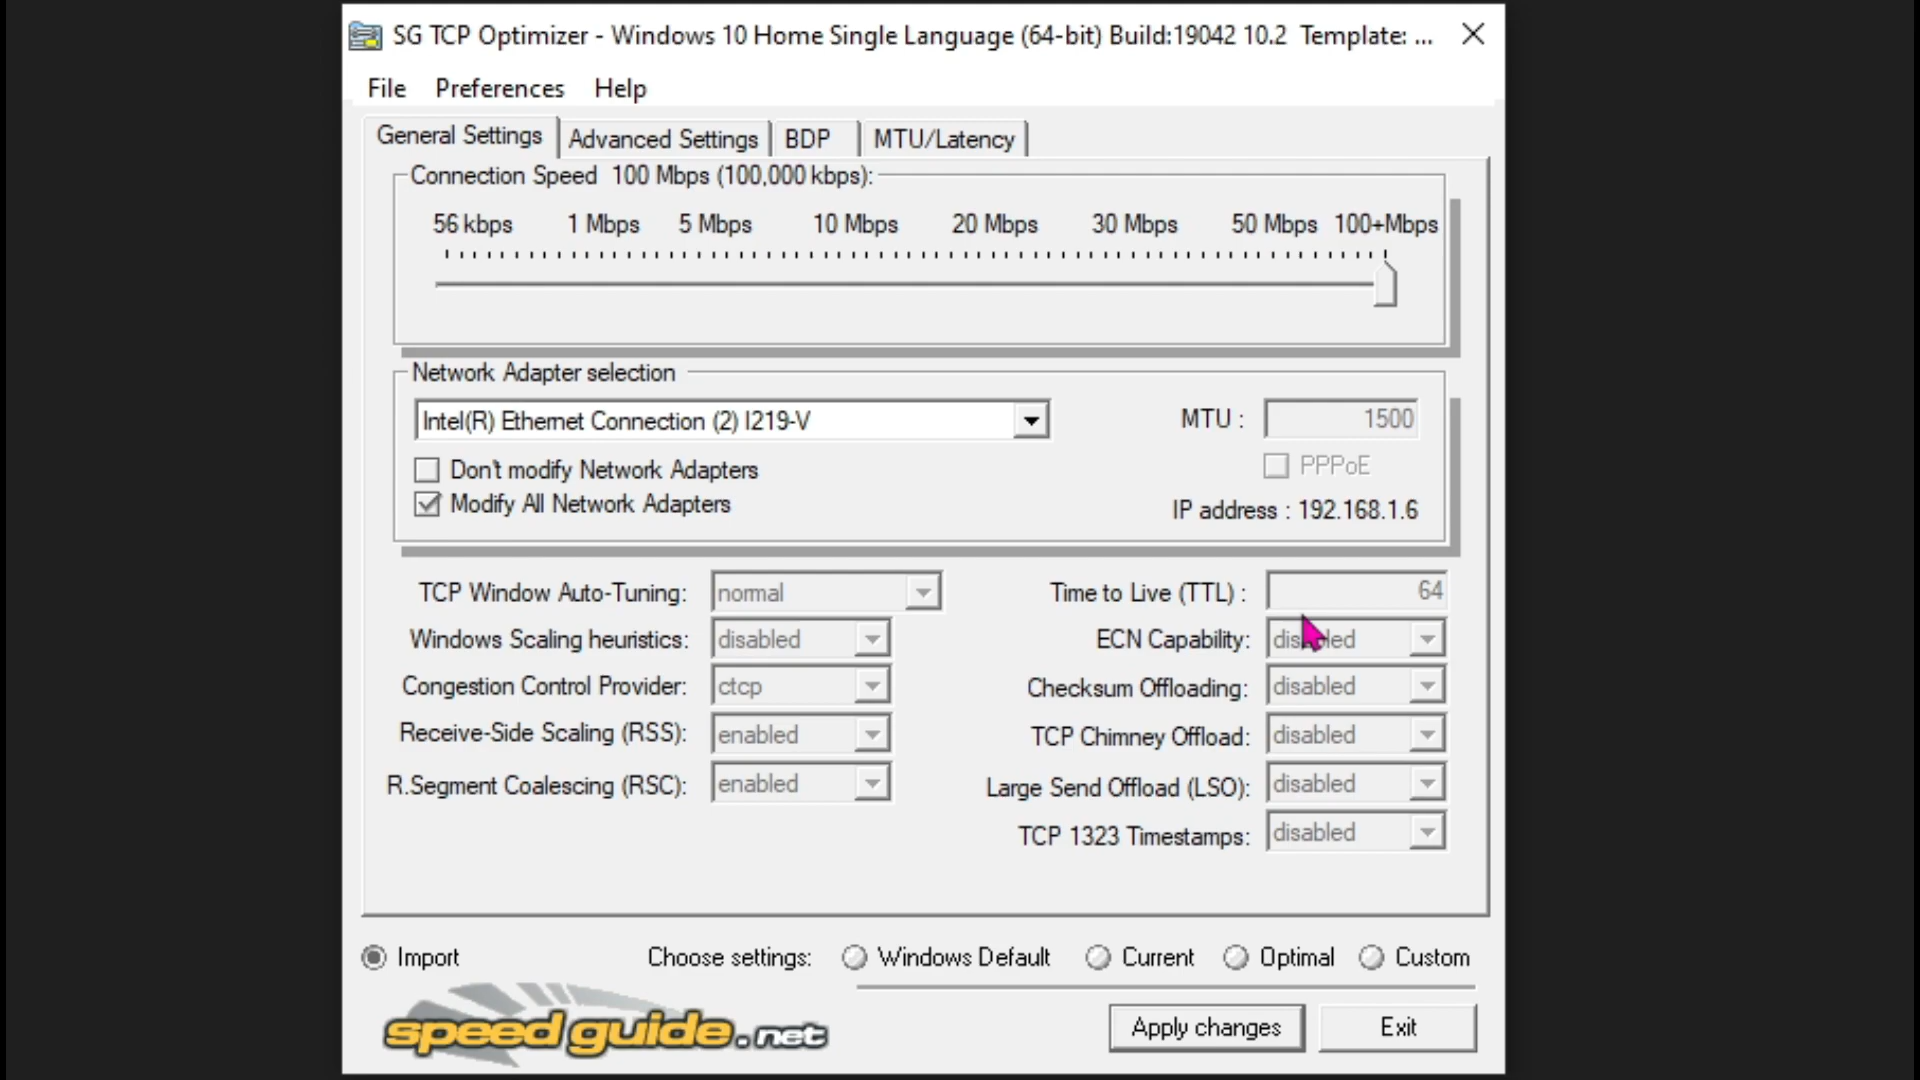 SG TCP Optimizer - Windows 10 Home Single Language (64-bit) Build:19042 10.2 Template: ...
File Preferences Help
General Settings Advanced Settings BDP MTU/Latency
Connection Speed 100 Mbps (100,000 kbps):
56 kbps 1 Mbps 5 Mbps 10 Mbps 20 Mbps 30 Mbps 50 Mbps 100+Mbps
Network Adapter selection
Intel(R) Ethernet Connection (2) I219-V MTU : 1500
Don't modify Network Adapters PPPoE
Modify All Network Adapters IP address : 192.168.1.6
TCP Window Auto-Tuning: normal Time to Live (TTL) : 64
Windows Scaling heuristics: disabled ECN Capability: disabled
Congestion Control Provider: ctcp Checksum Offloading: disabled
Receive-Side Scaling (RSS): enabled TCP Chimney Offload: disabled
R.Segment Coalescing (RSC): enabled Large Send Offload (LSO): disabled
TCP 1323 Timestamps: disabled
Import Choose settings: Windows Default Current Optimal Custom
speedguide.net Apply changes Exit